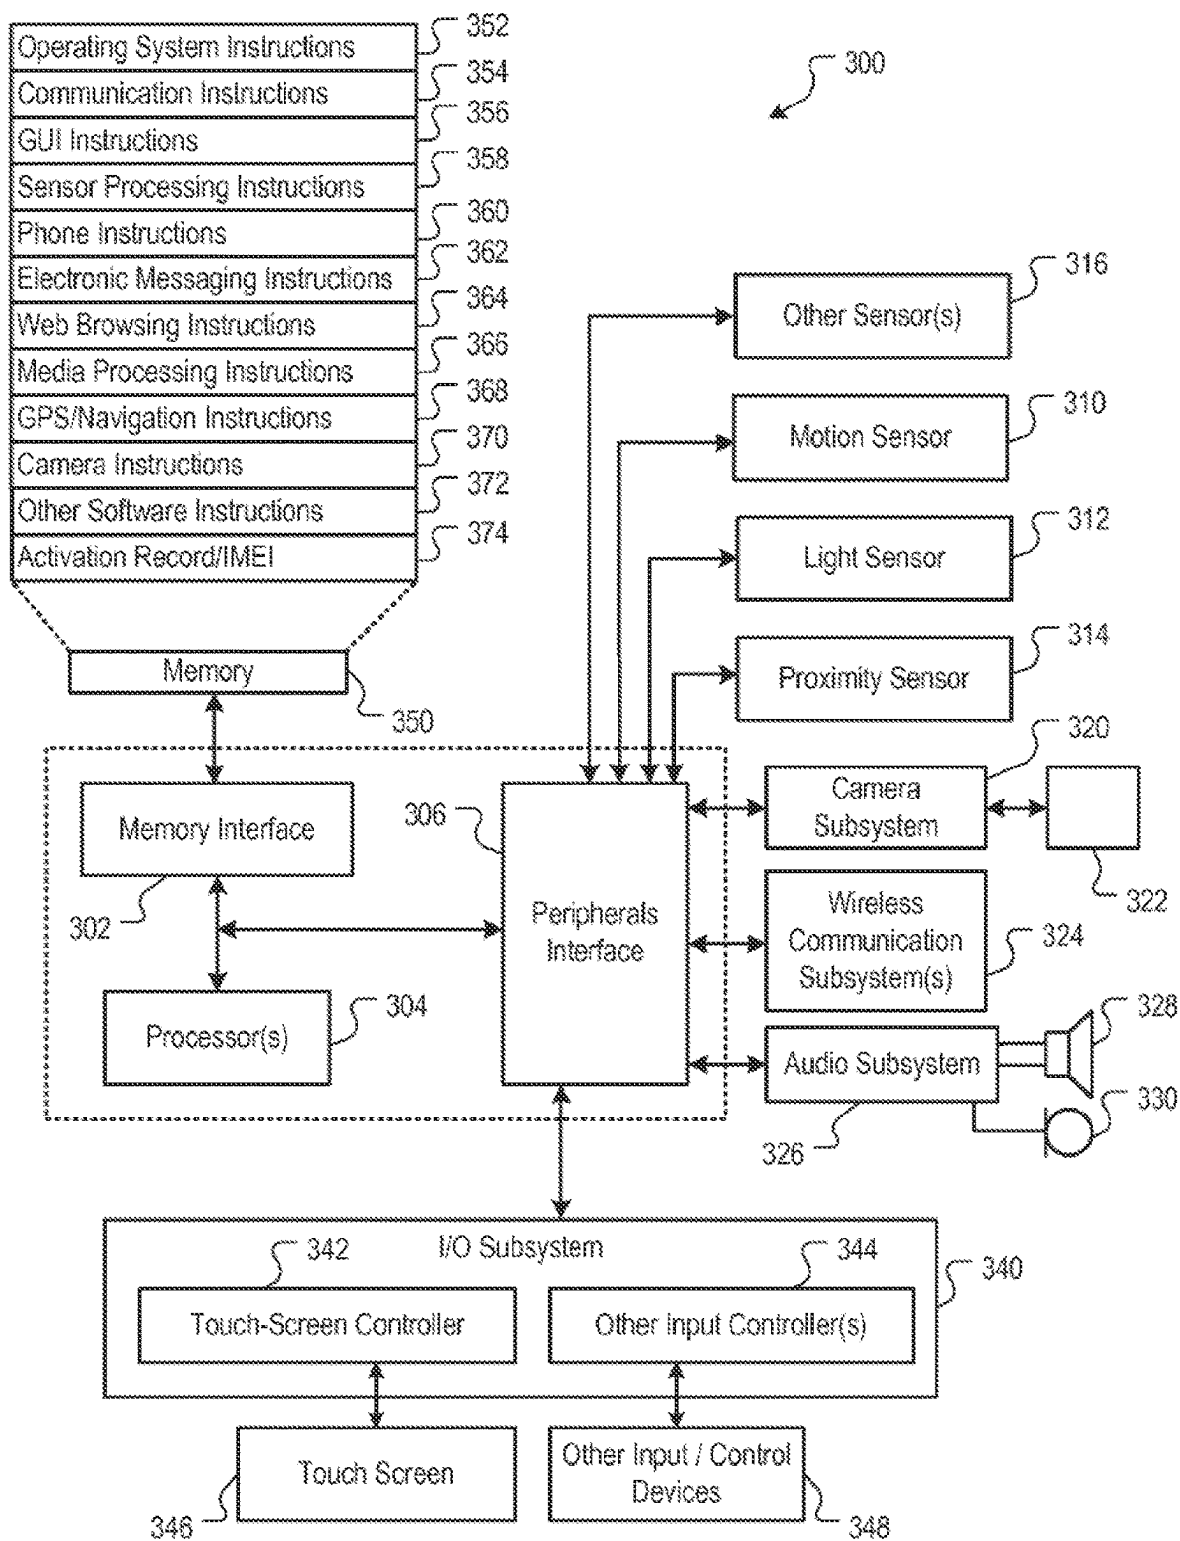 352
Operating System Instructions
354
Communication Instructions
356
GUI Instructions
358
Sensor Processing Instructions
360
Phone Instructions
362
Electronic Messaging Instructions
364
Web Browsing Instructions
366
Media Processing Instructions
368
GPS/Navigation Instructions
370
Camera Instructions
372
Other Software Instructions
374
Activation Record/IMEI
Memory
350
300
316
Other Sensor(s)
310
Motion Sensor
312
Light Sensor
314
Proximity Sensor
320
Camera
Subsystem
322
Memory Interface
302
306
Peripherals
Interface
Wireless
Communication
Subsystem(s)
324
Processor(s)
304
Audio Subsystem
326
328
330
I/O Subsystem
340
342
Touch-Screen Controller
344
Other Input Controller(s)
Touch Screen
346
Other Input / Control
Devices
348